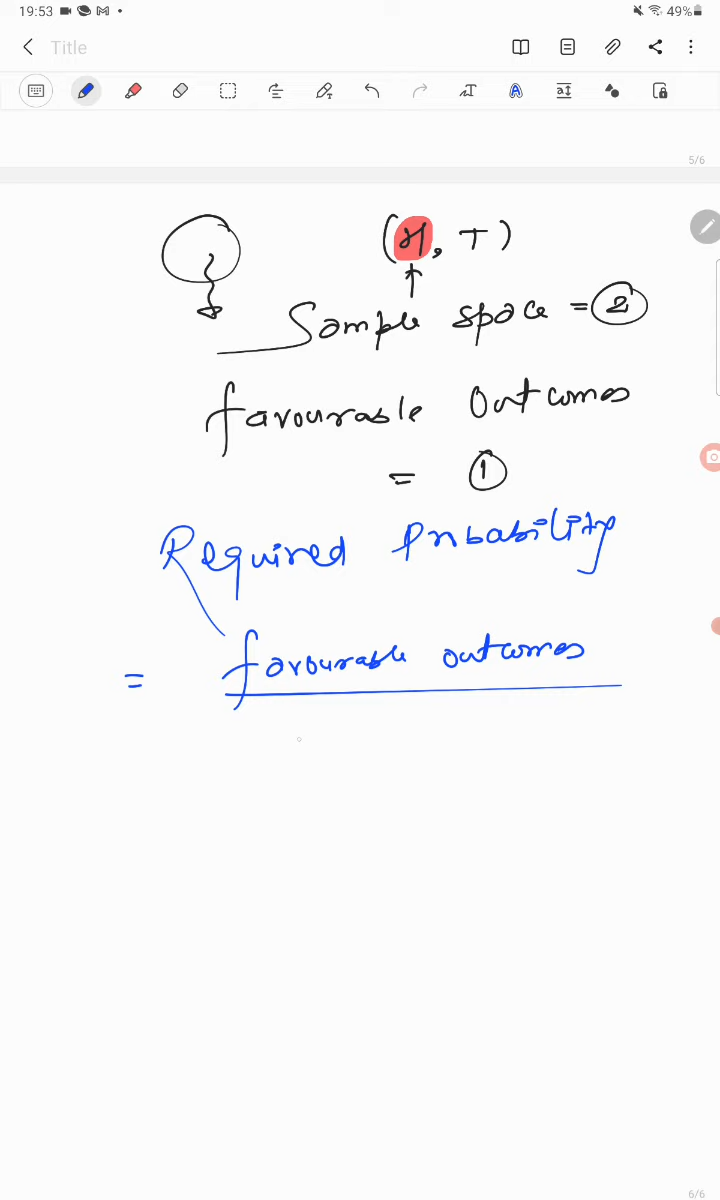 19:53
49%
Title
5/6
(H, T)
Sample space = 2
favourable outcomes
= 1
Required Probability
= favourable outcomes
6/6